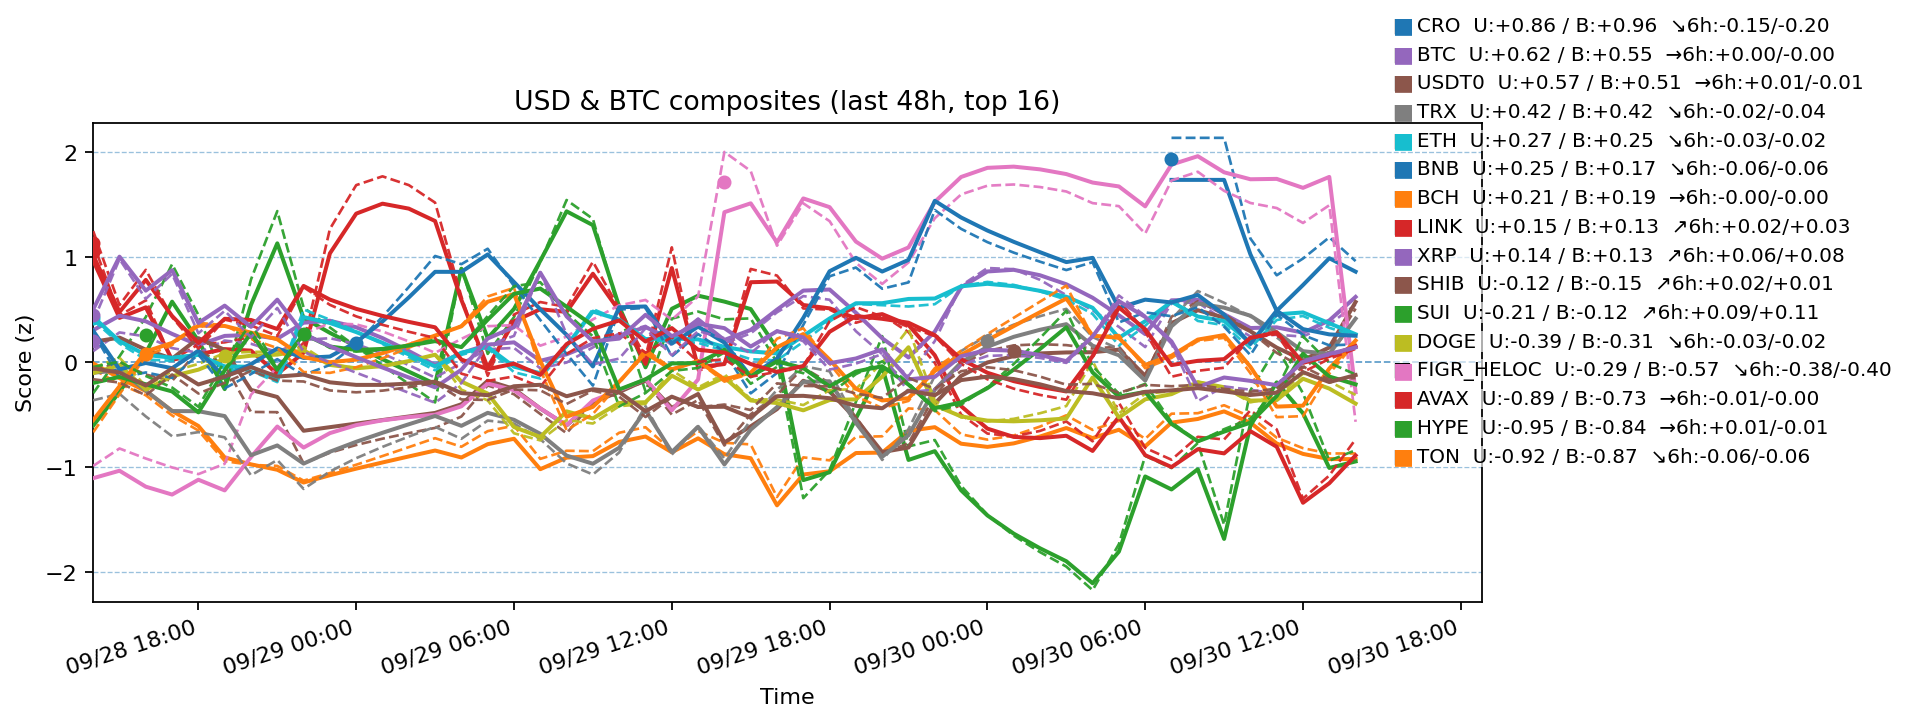 USD & BTC composites (last 48h, top 16)
CRO  U:+0.86 / B:+0.96  ↘6h:-0.15/-0.20
BTC  U:+0.62 / B:+0.55  →6h:+0.00/-0.00
USDT0  U:+0.57 / B:+0.51  →6h:+0.01/-0.01
TRX  U:+0.42 / B:+0.42  ↘6h:-0.02/-0.04
ETH  U:+0.27 / B:+0.25  ↘6h:-0.03/-0.02
BNB  U:+0.25 / B:+0.17  ↘6h:-0.06/-0.06
BCH  U:+0.21 / B:+0.19  →6h:-0.00/-0.00
LINK  U:+0.15 / B:+0.13  ↗6h:+0.02/+0.03
XRP  U:+0.14 / B:+0.13  ↗6h:+0.06/+0.08
SHIB  U:-0.12 / B:-0.15  ↗6h:+0.02/+0.01
SUI  U:-0.21 / B:-0.12  ↗6h:+0.09/+0.11
DOGE  U:-0.39 / B:-0.31  ↘6h:-0.03/-0.02
FIGR_HELOC  U:-0.29 / B:-0.57  ↘6h:-0.38/-0.40
AVAX  U:-0.89 / B:-0.73  →6h:-0.01/-0.00
HYPE  U:-0.95 / B:-0.84  →6h:+0.01/-0.01
TON  U:-0.92 / B:-0.87  ↘6h:-0.06/-0.06
Score (z)
2
1
0
−1
−2
09/28 18:00
09/29 00:00
09/29 06:00
09/29 12:00
09/29 18:00
09/30 00:00
09/30 06:00
09/30 12:00
09/30 18:00
Time